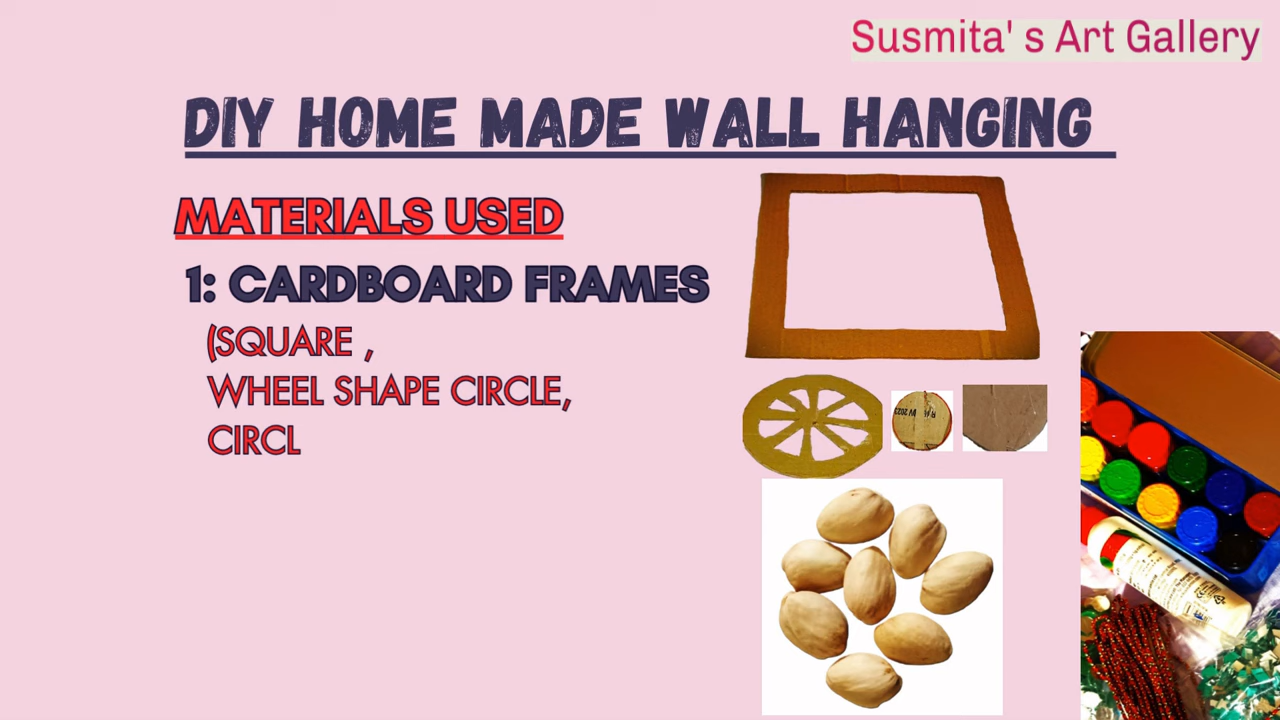 Susmita' s Art Gallery
DIY HOME MADE WALL HANGING
MATERIALS USED
1: CARDBOARD FRAMES
(SQUARE ,
WHEEL SHAPE CIRCLE,
CIRCL